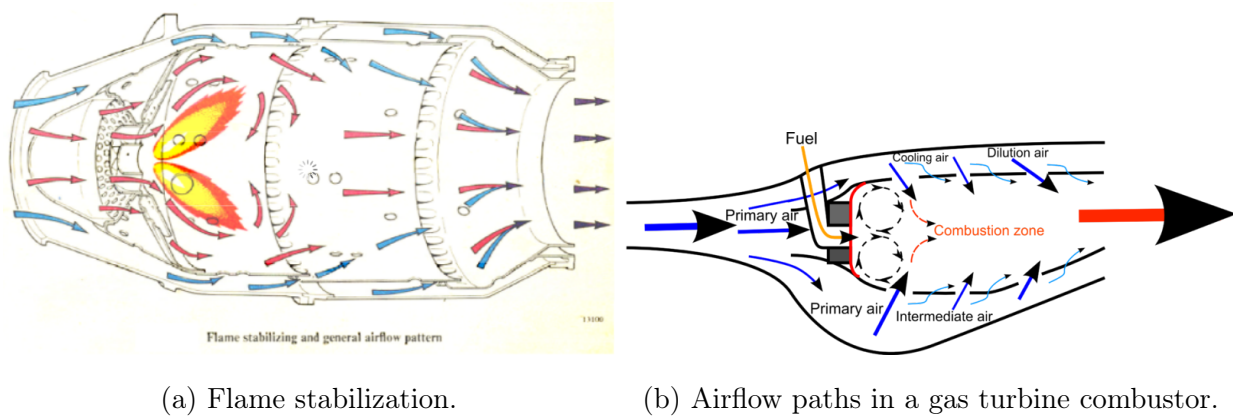 Flame stabilizing and general airflow pattern
13100
Fuel
Cooling air
Dilution air
Primary air
Combustion zone
Primary air
Intermediate air
(a) Flame stabilization.
(b) Airflow paths in a gas turbine combustor.